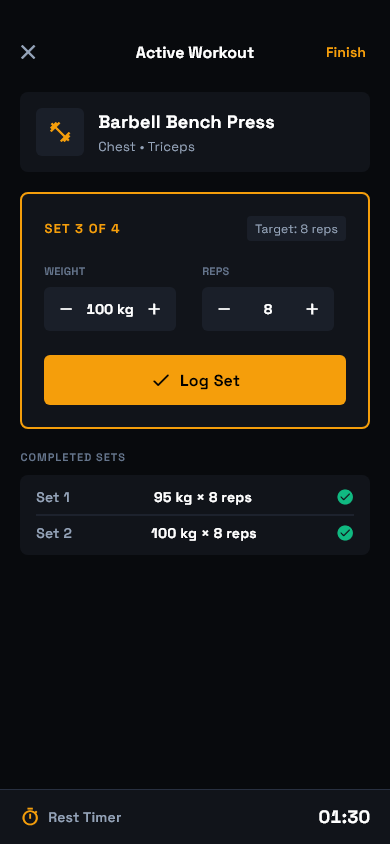 Active Workout
Finish
Barbell Bench Press
Chest • Triceps
SET 3 OF 4
Target: 8 reps
WEIGHT
REPS
− 100 kg +
− 8 +
Log Set
COMPLETED SETS
Set 1 95 kg × 8 reps
Set 2 100 kg × 8 reps
Rest Timer
01:30